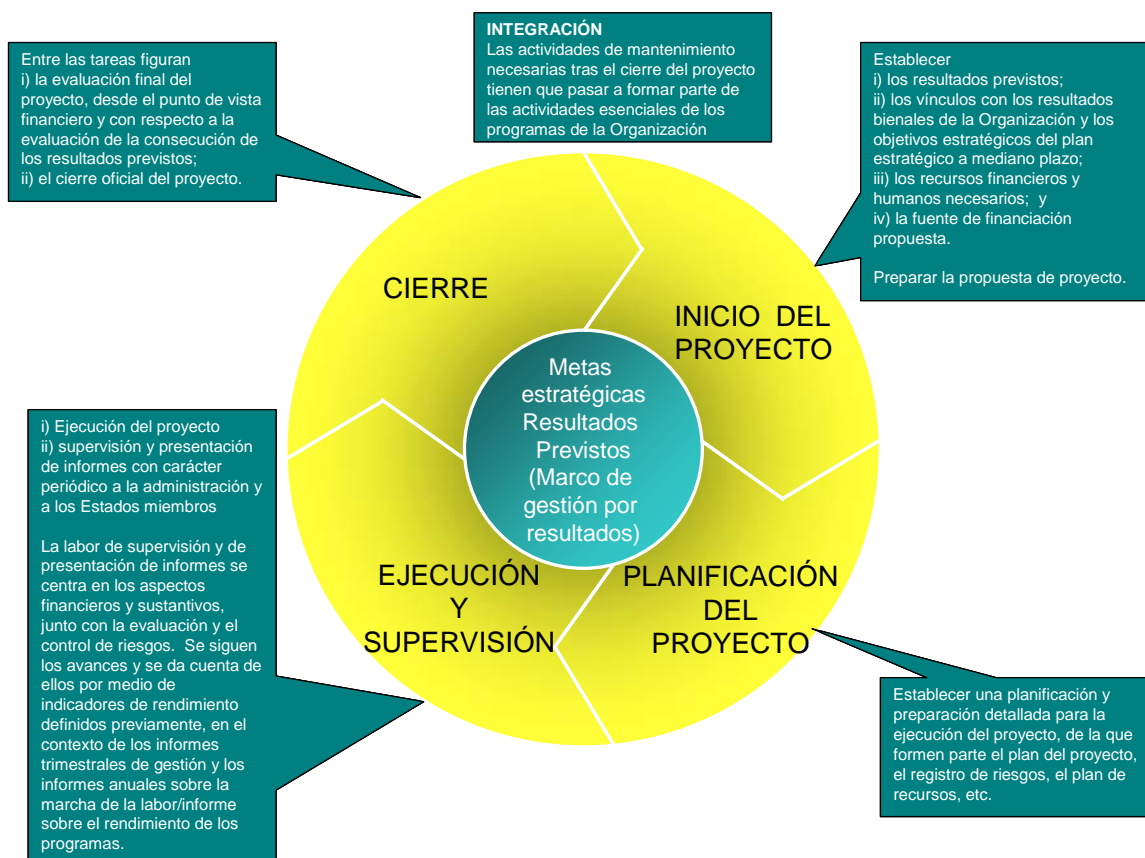 INTEGRACIÓN
Las actividades de mantenimiento
necesarias tras el cierre del proyecto
tienen que pasar a formar parte de
las actividades esenciales de los
programas de la Organización
Entre las tareas figuran
i) la evaluación final del
proyecto, desde el punto de vista
financiero y con respecto a la
evaluación de la consecución de
los resultados previstos;
ii) el cierre oficial del proyecto.
Establecer
i) los resultados previstos;
ii) los vínculos con los resultados
bienales de la Organización y los
objetivos estratégicos del plan
estratégico a mediano plazo;
iii) los recursos financieros y
humanos necesarios;  y
iv) la fuente de financiación
propuesta.
Preparar la propuesta de proyecto.
CIERRE
INICIO  DEL
PROYECTO
Metas
estratégicas
Resultados
Previstos
(Marco de
gestión por
resultados)
EJECUCIÓN
Y
SUPERVISIÓN
PLANIFICACIÓN
DEL
PROYECTO
i) Ejecución del proyecto
ii) supervisión y presentación
de informes con carácter
periódico a la administración y
a los Estados miembros
La labor de supervisión y de
presentación de informes se
centra en los aspectos
financieros y sustantivos,
junto con la evaluación y el
control de riesgos.  Se siguen
los avances y se da cuenta de
ellos por medio de
indicadores de rendimiento
definidos previamente, en el
contexto de los informes
trimestrales de gestión y los
informes anuales sobre la
marcha de la labor/informe
sobre el rendimiento de los
programas.
Establecer una planificación y
preparación detallada para la
ejecución del proyecto, de la que
formen parte el plan del proyecto,
el registro de riesgos, el plan de
recursos, etc.